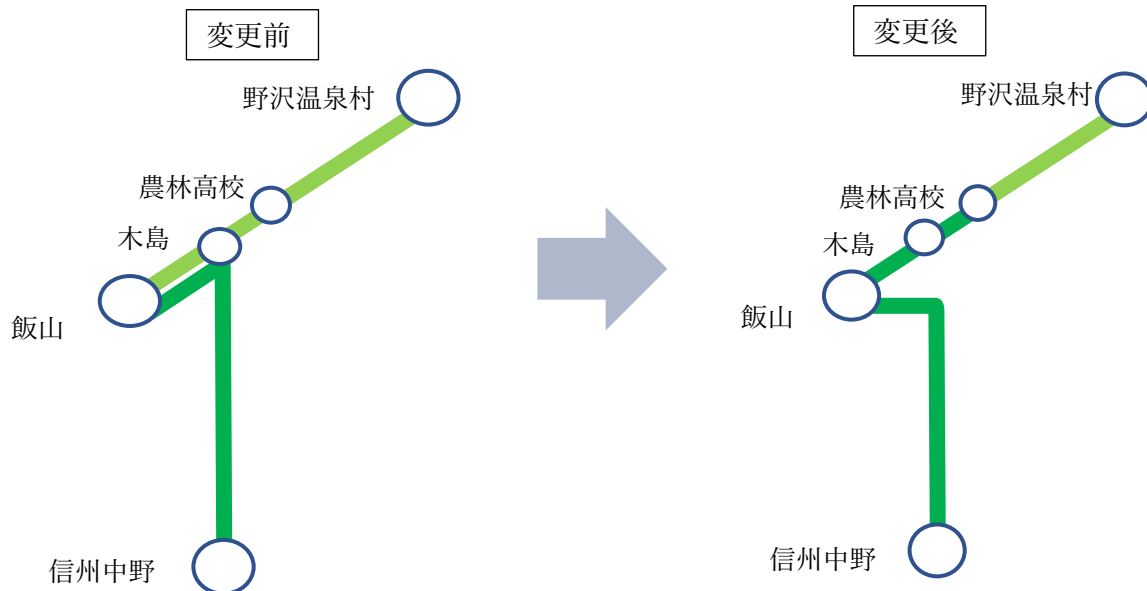 変更前
野沢温泉村
農林高校
木島
飯山
信州中野
変更後
野沢温泉村
農林高校
木島
飯山
信州中野